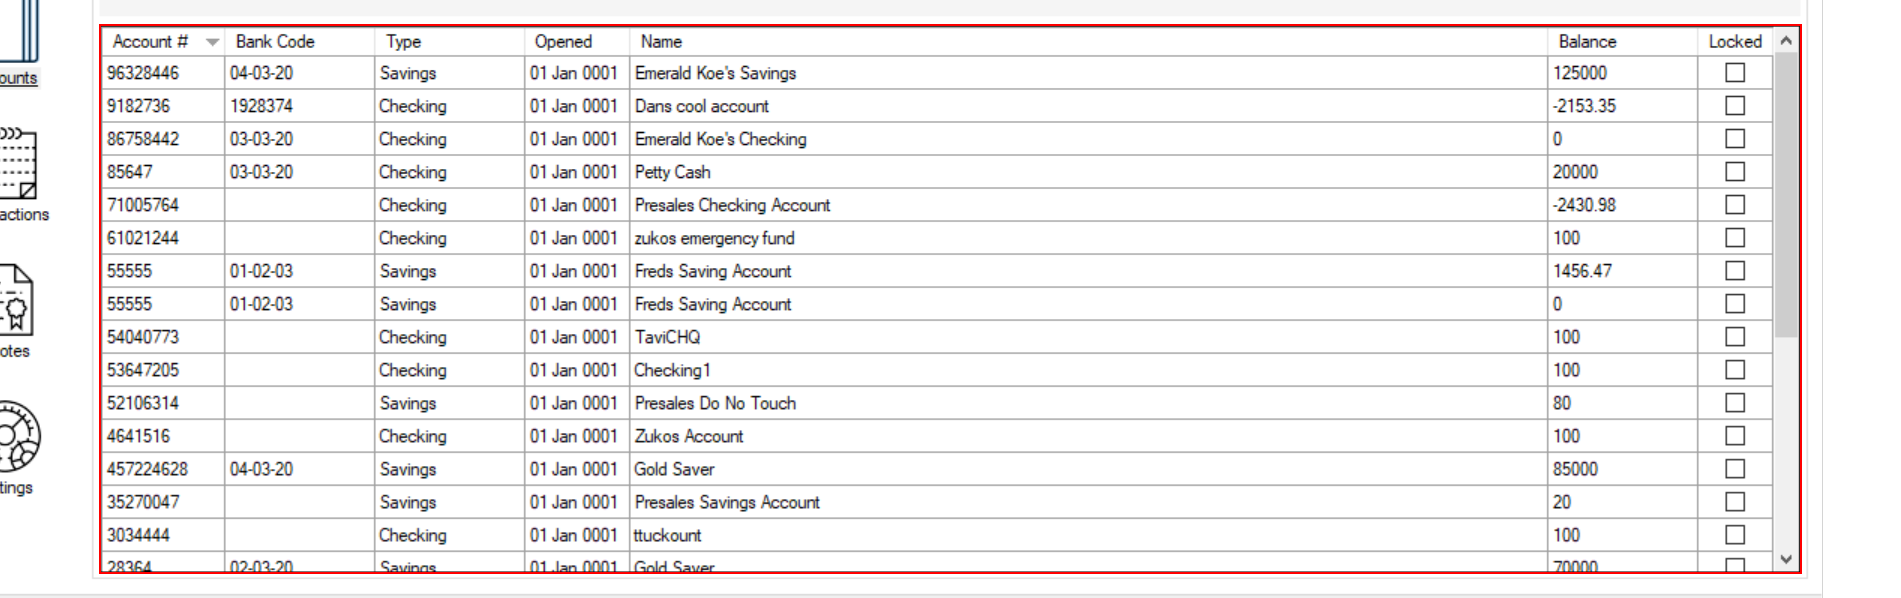 Account # Bank Code Type Opened Name Balance Locked
96328446 04-03-20 Savings 01 Jan 0001 Emerald Koe's Savings 125000
ounts
9182736 1928374 Checking 01 Jan 0001 Dans cool account -2153.35
86758442 03-03-20 Checking 01 Jan 0001 Emerald Koe's Checking 0
85647 03-03-20 Checking 01 Jan 0001 Petty Cash 20000
71005764 Checking 01 Jan 0001 Presales Checking Account -2430.98
actions
61021244 Checking 01 Jan 0001 zukos emergency fund 100
55555 01-02-03 Savings 01 Jan 0001 Freds Saving Account 1456.47
55555 01-02-03 Savings 01 Jan 0001 Freds Saving Account 0
54040773 Checking 01 Jan 0001 TaviCHQ 100
otes
53647205 Checking 01 Jan 0001 Checking1 100
52106314 Savings 01 Jan 0001 Presales Do No Touch 80
4641516 Checking 01 Jan 0001 Zukos Account 100
457224628 04-03-20 Savings 01 Jan 0001 Gold Saver 85000
tings
35270047 Savings 01 Jan 0001 Presales Savings Account 20
3034444 Checking 01 Jan 0001 ttuckount 100
28364 02-03-20 Savings 01 Jan 0001 Gold Saver 70000